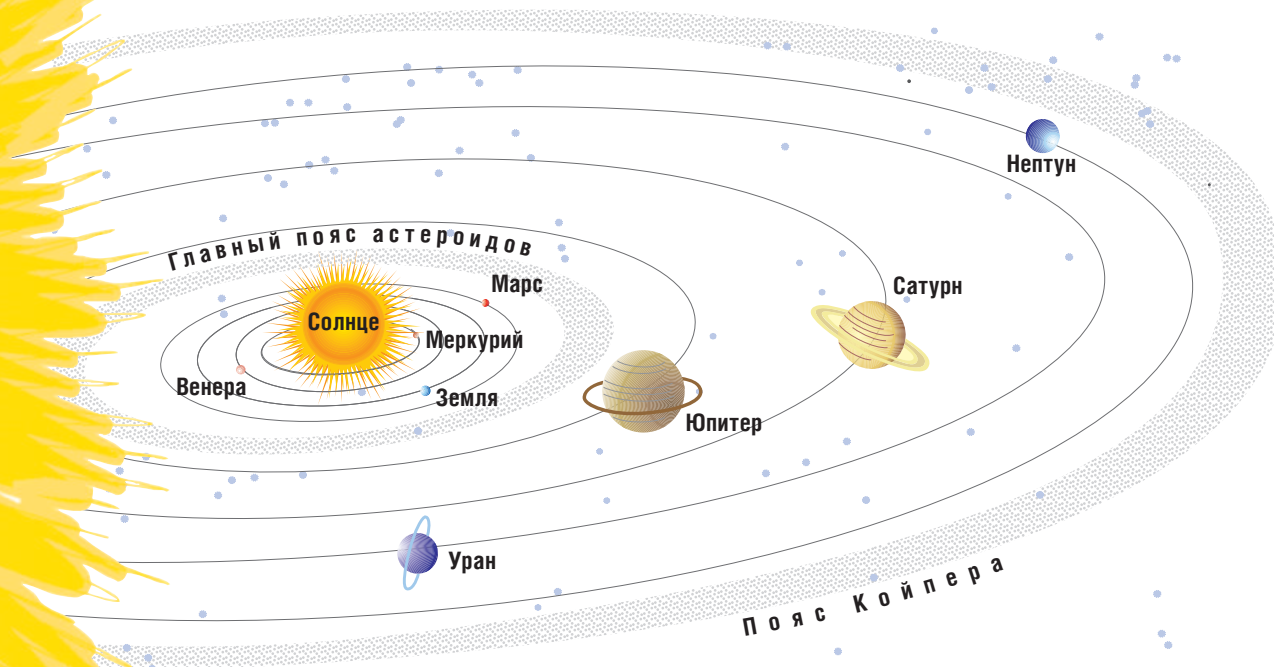 Нептун
Главный пояс астероидов
Марс
Сатурн
Солнце
Меркурий
Венера
Земля
Юпитер
Уран
Пояс Койпера